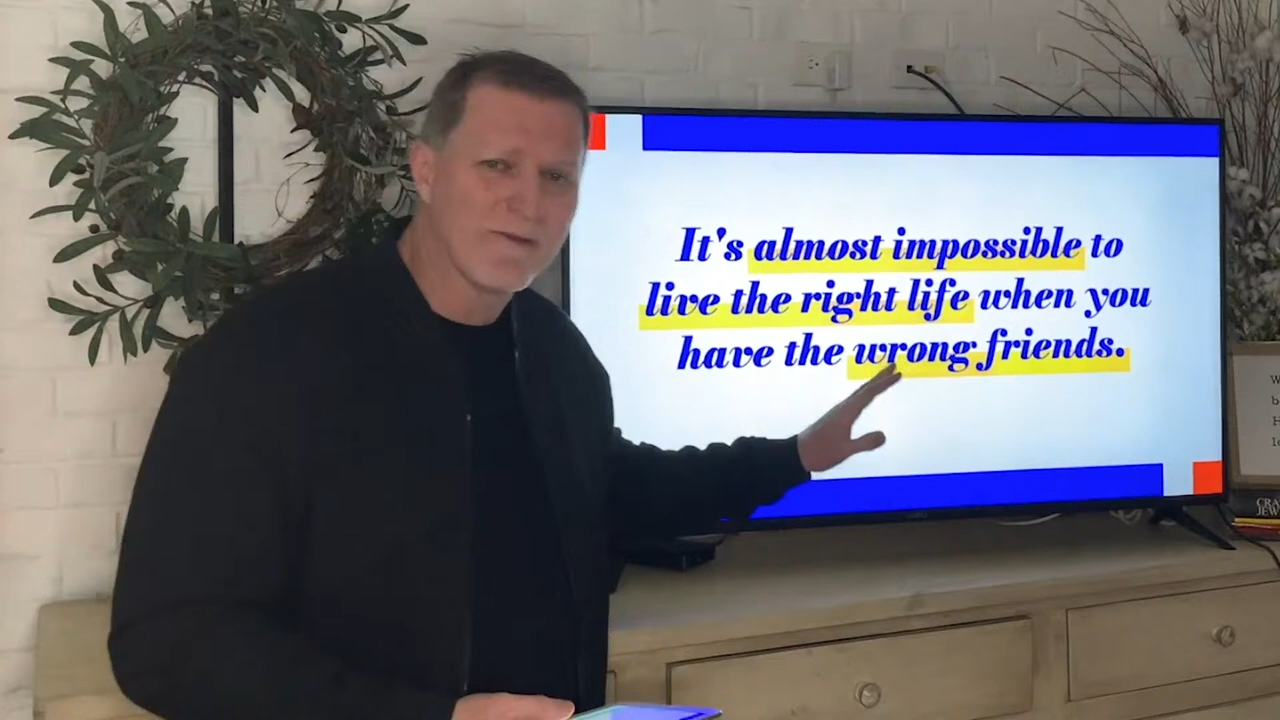 It's almost impossible to
live the right life when you
have the wrong friends.